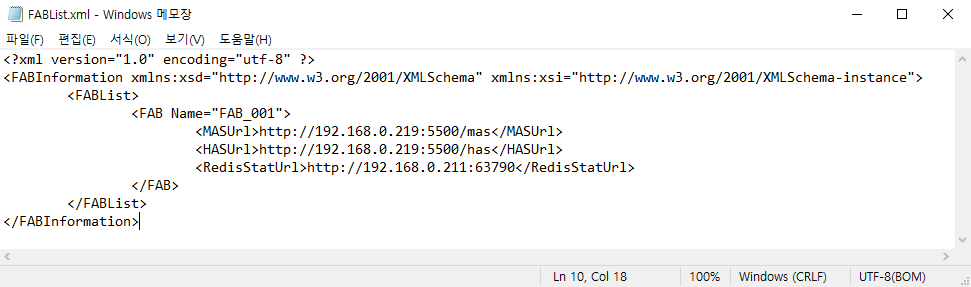 FABList.xml - Windows 메모장
파일(F) 편집(E) 서식(O) 보기(V) 도움말(H)
<?xml version="1.0" encoding="utf-8" ?>
<FABInformation xmlns:xsd="http://www.w3.org/2001/XMLSchema" xmlns:xsi="http://www.w3.org/2001/XMLSchema-instance">
<FABList>
<FAB Name="FAB_001">
<MASUrl>http://192.168.0.219:5500/mas</MASUrl>
<HASUrl>http://192.168.0.219:5500/has</HASUrl>
<RedisStatUrl>http://192.168.0.211:63790</RedisStatUrl>
</FAB>
</FABList>
</FABInformation>
Ln 10, Col 18 100% Windows (CRLF) UTF-8(BOM)